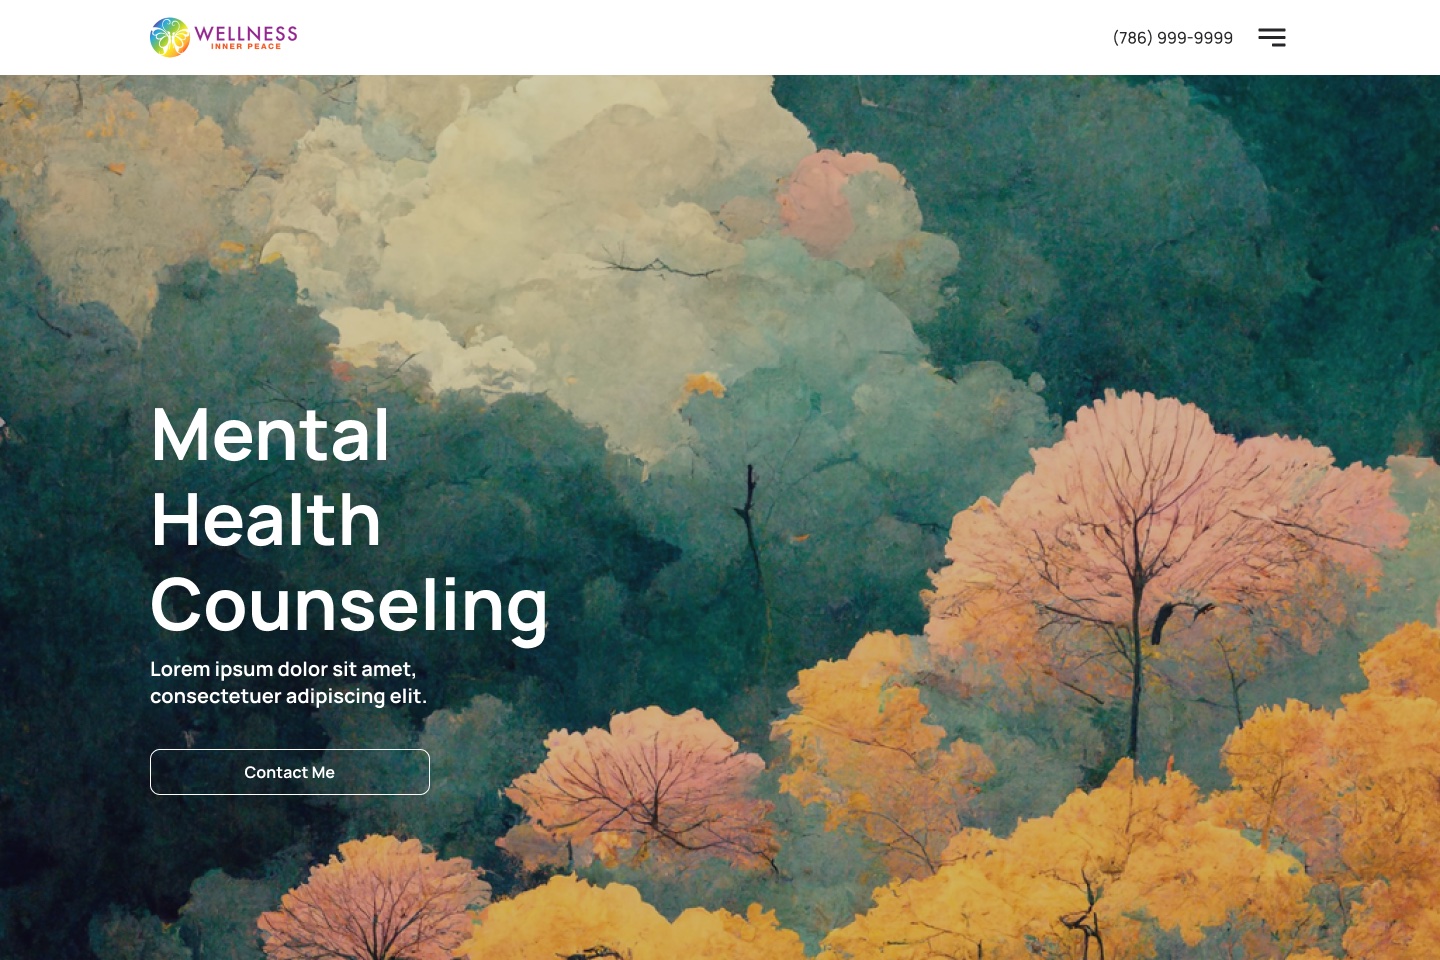 WELLNESS
INNER PEACE
(786) 999-9999
Mental
Health
Counseling
Lorem ipsum dolor sit amet,
consectetuer adipiscing elit.
Contact Me